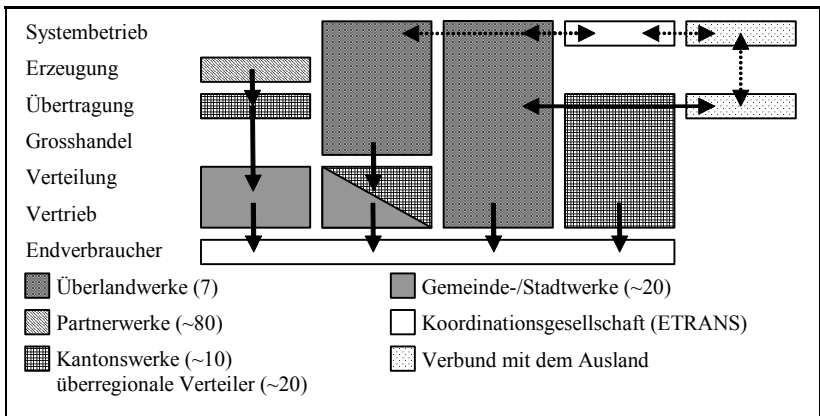 Systembetrieb
Erzeugung
Übertragung
Grosshandel
Verteilung
Vertrieb
Endverbraucher
Überlandwerke (7)
Partnerwerke (~80)
Kantonswerke (~10)
überregionale Verteiler (~20)
Gemeinde-/Stadtwerke (~20)
Koordinationsgesellschaft (ETRANS)
Verbund mit dem Ausland